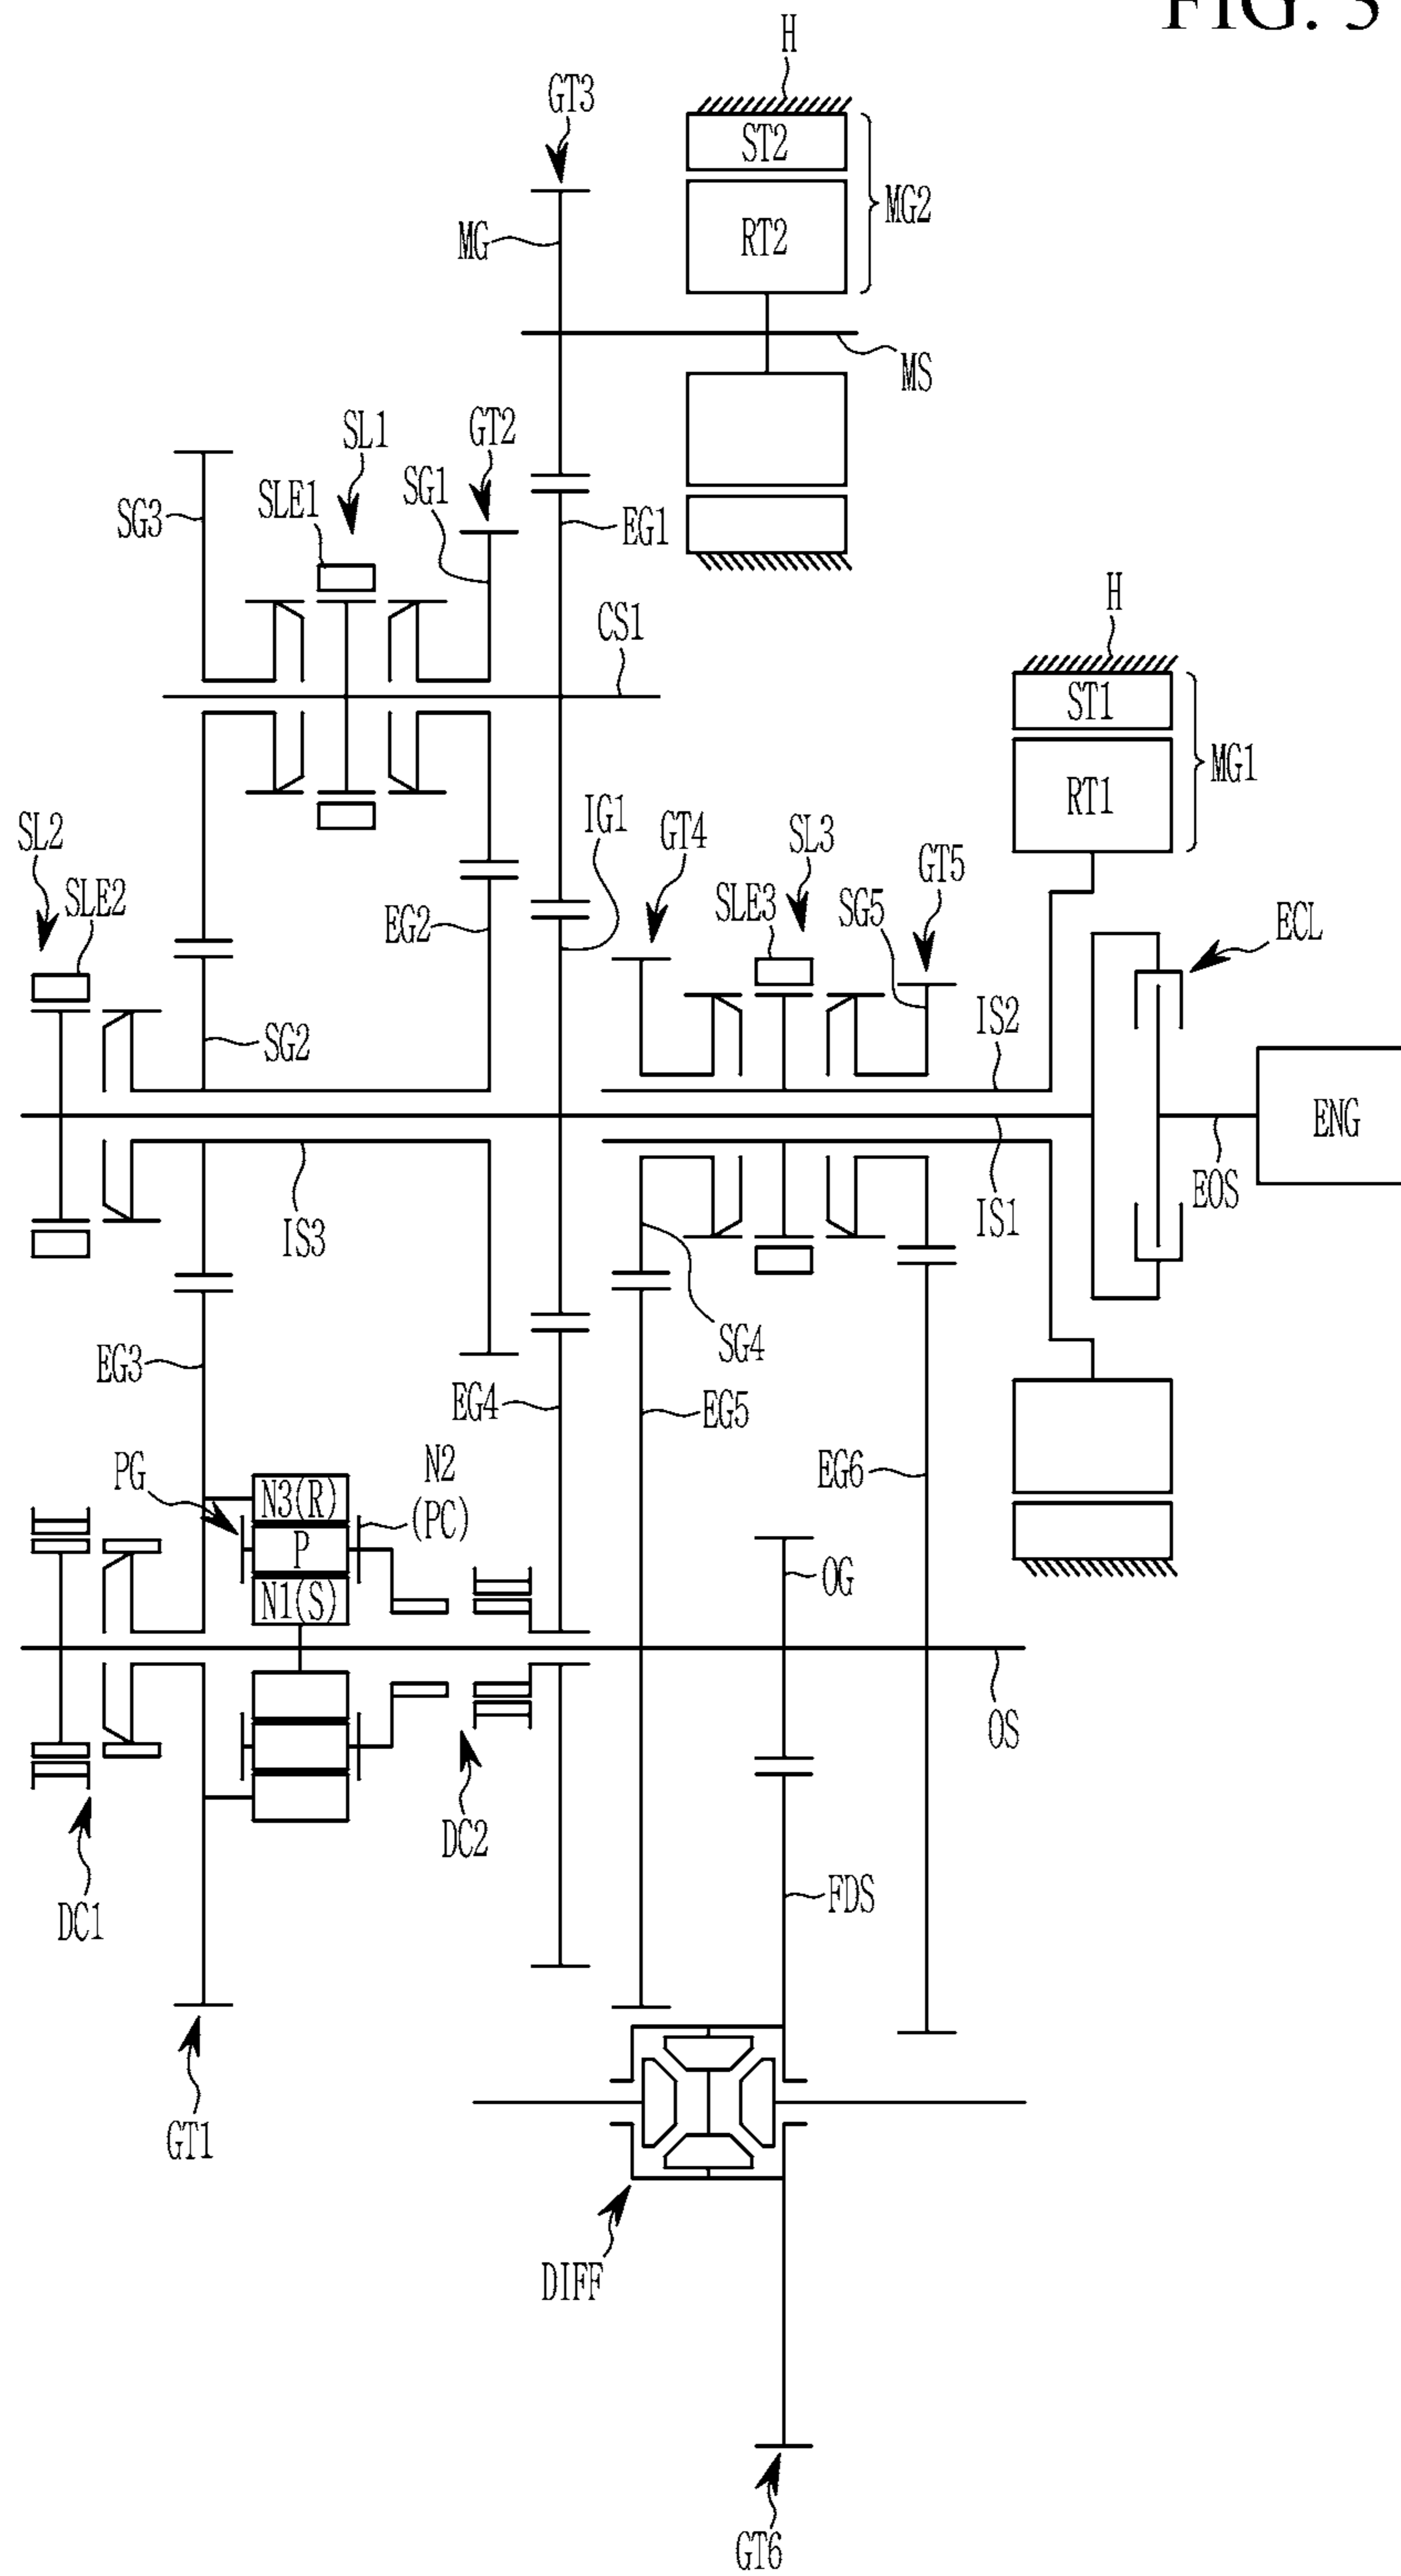 FIG. 3
H
GT3
ST2
MG2
RT2
MG
MS
SL1
GT2
SG1
SLE1
SG3
EG1
CS1
H
ST1
MG1
RT1
IG1
GT4
SL3
GT5
SL2
SLE2
SLE3
SG5
ECL
EG2
SG2
IS2
ENG
EOS
IS3
IS1
SG4
EG3
EG4
EG5
PG
N3(R)
N2
(PC)
EG6
P
N1(S)
OG
OS
DC2
DC1
FDS
GT1
DIFF
GT6